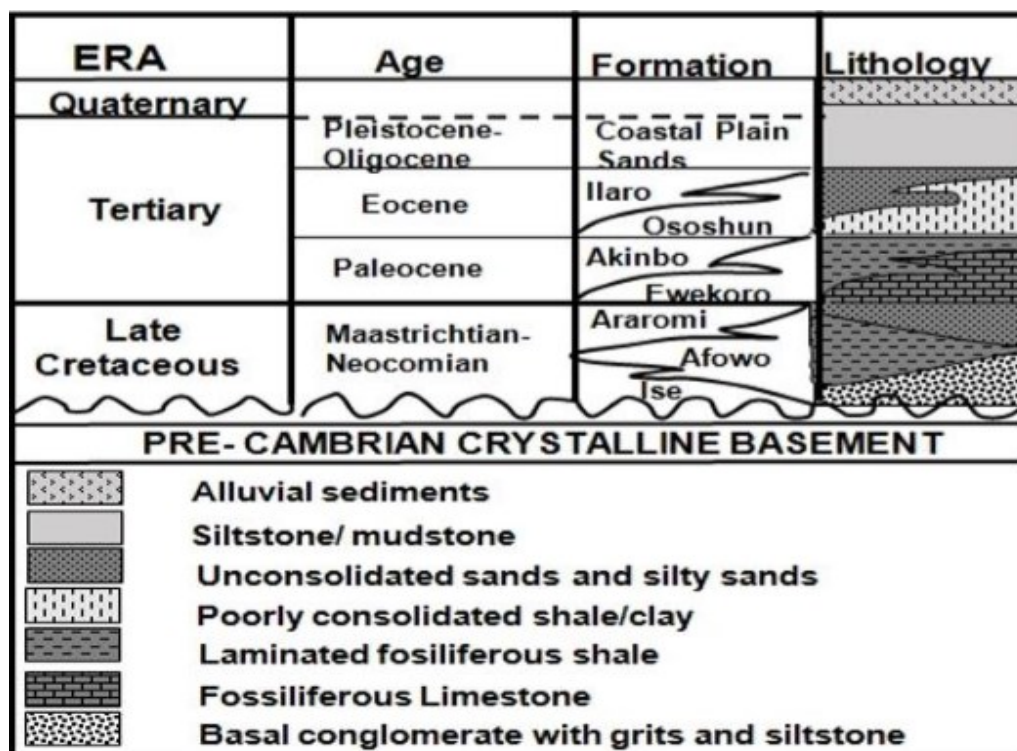 ERA Age Formation Lithology
Quaternary
Pleistocene-
Oligocene
Coastal Plain
Sands
Tertiary
Eocene
Ilaro
Ososhun
Paleocene
Akinbo
Ewekoro
Late
Cretaceous
Maastrichtian-
Neocomian
Araromi
Afowo
Ise
PRE- CAMBRIAN CRYSTALLINE BASEMENT
Alluvial sediments
Siltstone/ mudstone
Unconsolidated sands and silty sands
Poorly consolidated shale/clay
Laminated fosiliferous shale
Fossiliferous Limestone
Basal conglomerate with grits and siltstone